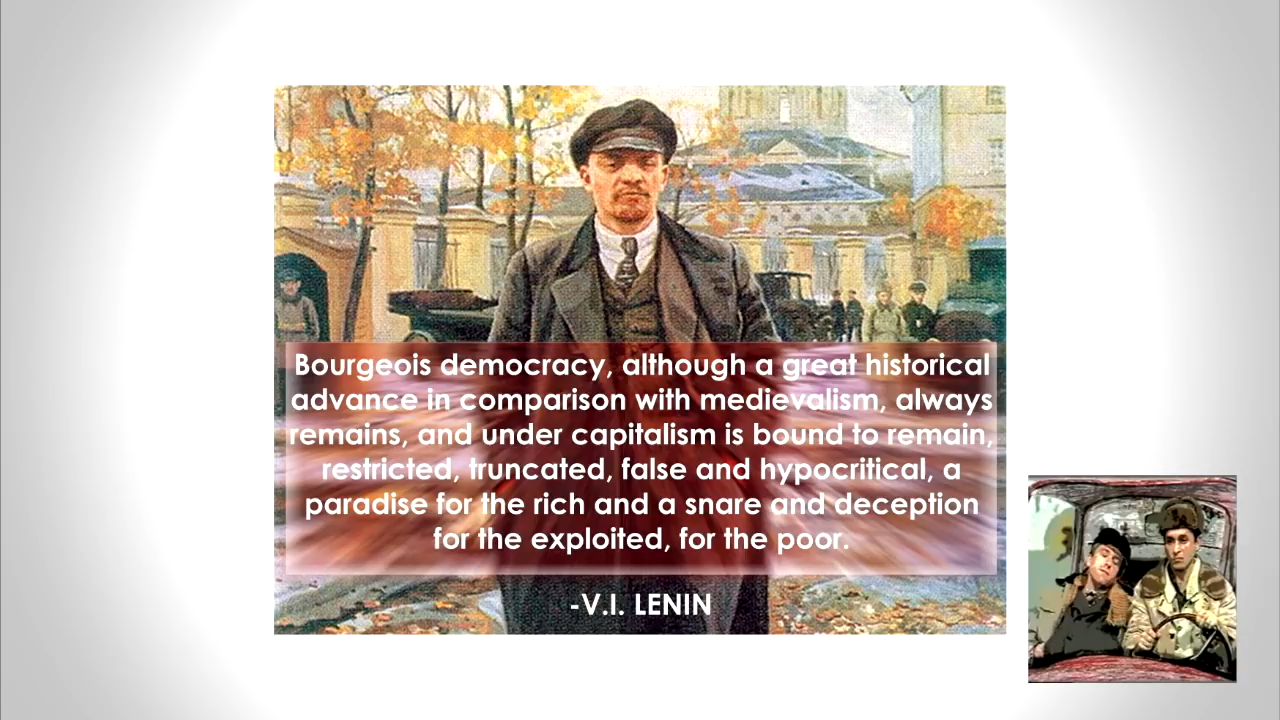 Bourgeois democracy, although a great historical
advance in comparison with medievalism, always
remains, and under capitalism is bound to remain,
restricted, truncated, false and hypocritical, a
paradise for the rich and a snare and deception
for the exploited, for the poor.
-V.I. LENIN